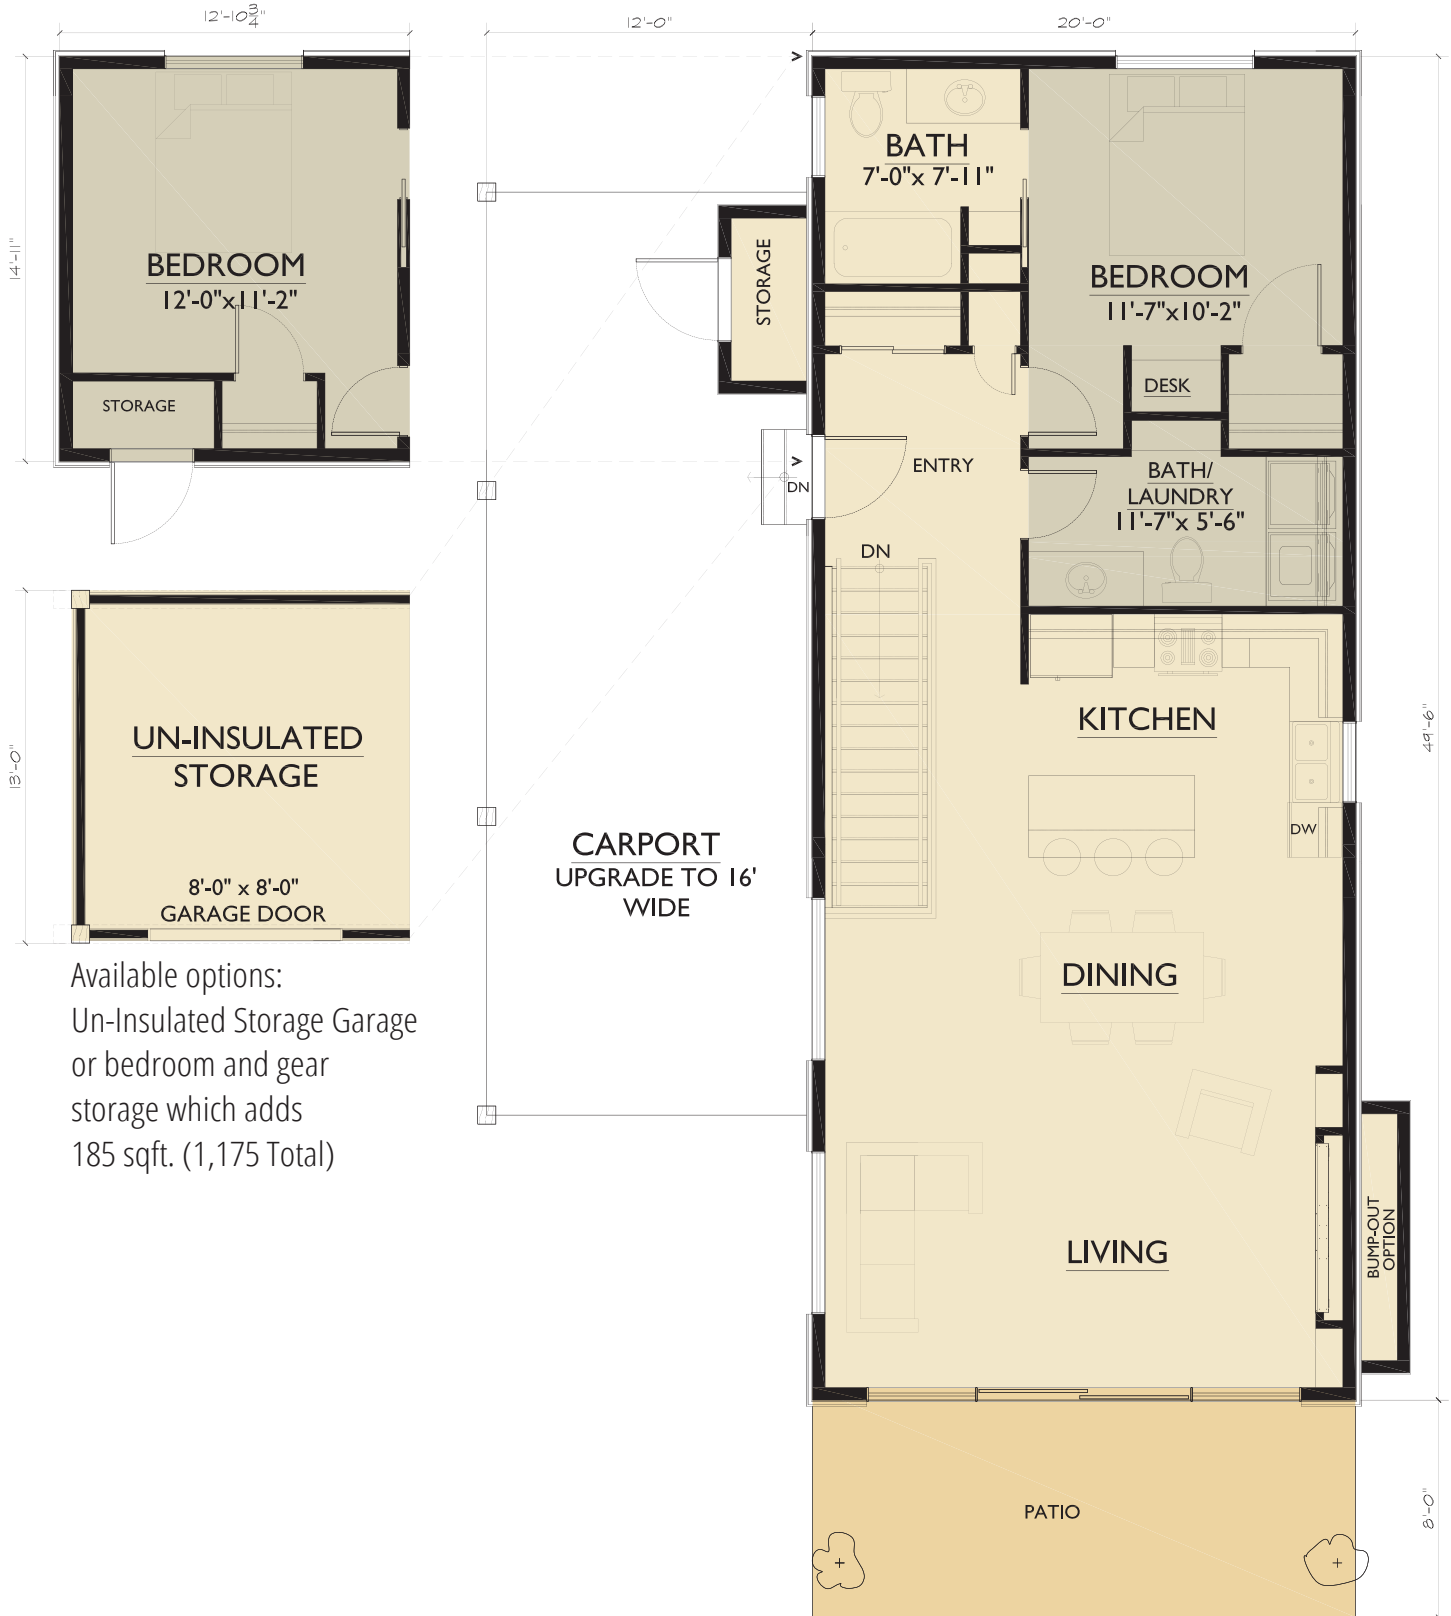 12'-10 3/4"
12'-0"
20'-0"
14'-11"
BEDROOM
12'-0"x11'-2"
STORAGE
BATH
7'-0"x 7'-11"
STORAGE
BEDROOM
11'-7"x10'-2"
DESK
ENTRY
DN
BATH/
LAUNDRY
11'-7"x 5'-6"
DN
13'-0"
UN-INSULATED
STORAGE
8'-0" x 8'-0"
GARAGE DOOR
KITCHEN
49'-6"
DW
CARPORT
UPGRADE TO 16'
WIDE
DINING
Available options:
Un-Insulated Storage Garage
or bedroom and gear
storage which adds
185 sqft. (1,175 Total)
LIVING
BUMP-OUT
OPTION
PATIO
8'-0"